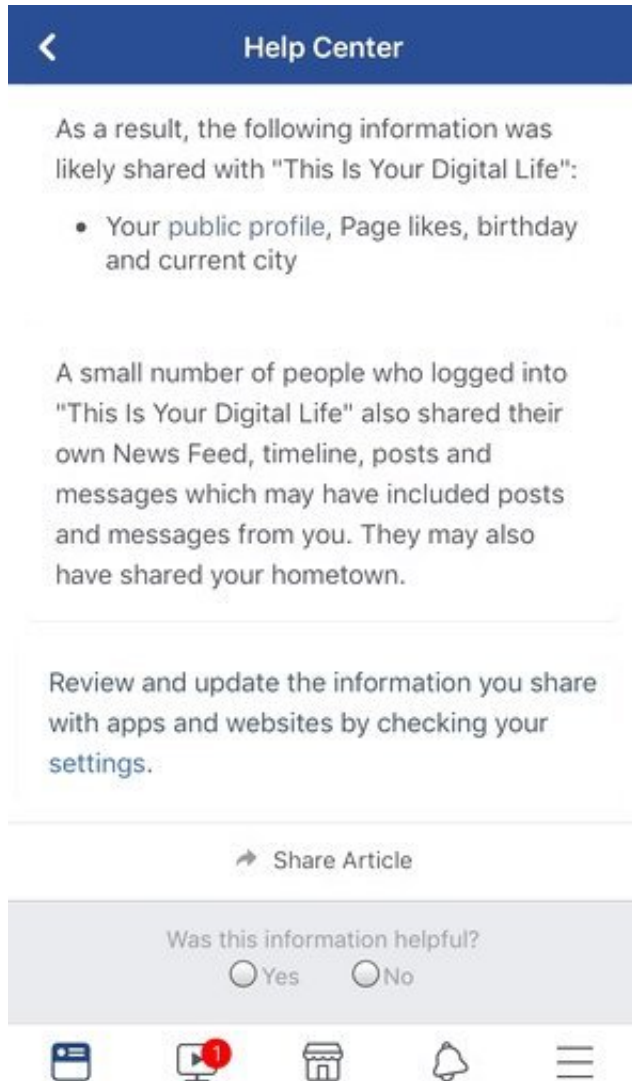 Help Center
As a result, the following information was
likely shared with "This Is Your Digital Life":
• Your public profile, Page likes, birthday
and current city
A small number of people who logged into
"This Is Your Digital Life" also shared their
own News Feed, timeline, posts and
messages which may have included posts
and messages from you. They may also
have shared your hometown.
Review and update the information you share
with apps and websites by checking your
settings.
Share Article
Was this information helpful?
Yes No
1